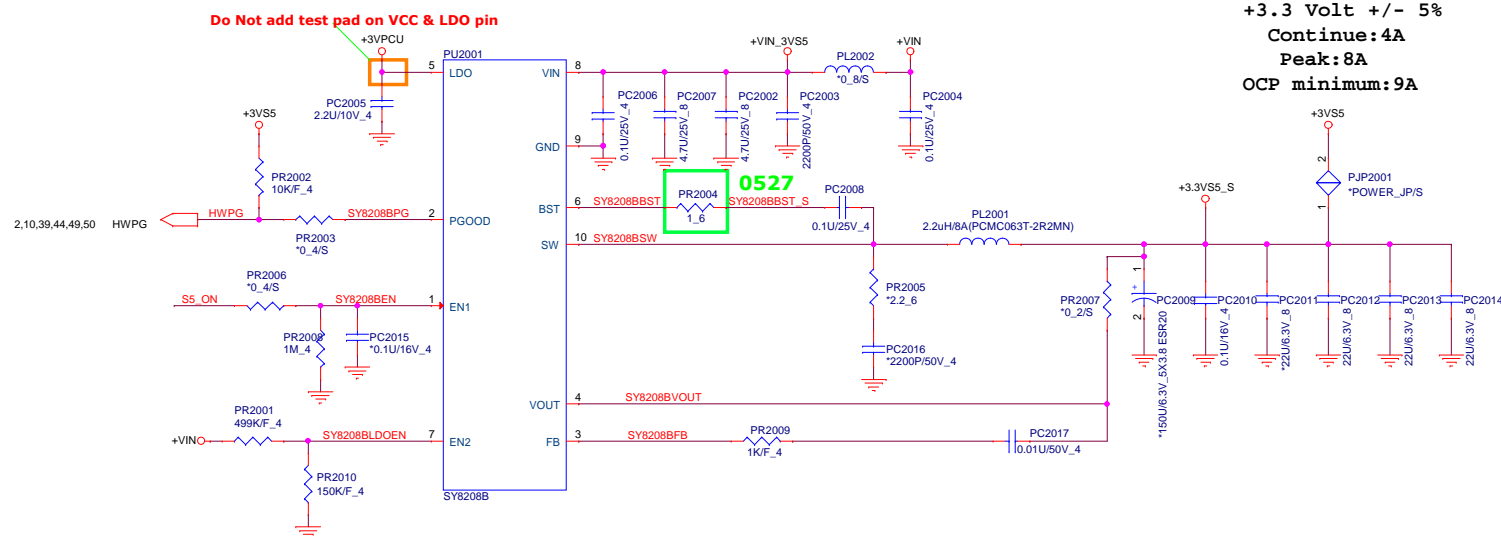 +3.3 Volt +/- 5%
Continue:4A
Peak:8A
OCP minimum:9A
Do Not add test pad on VCC & LDO pin
+3VPCU
PU2001
5
LDO
PC2005
2.2U/10V_4
+3VS5
PR2002
10K/F_4
2,10,39,44,49,50
HWPG
HWPG
PR2003
*0_4/S
SY8208BPG
2
PGOOD
S5_ON
PR2006
*0_4/S
SY8208BEN
1
EN1
PR2008
1M_4
PC2015
*0.1U/16V_4
+VIN
PR2001
499K/F_4
SY8208BLDOEN
7
EN2
PR2010
150K/F_4
SY8208B
VIN
8
GND
9
PC2006
0.1U/25V_4
PC2007
4.7U/25V_8
PC2002
4.7U/25V_8
+VIN_3VS5
PC2003
2200P/50V_4
PL2002
*0_8/S
+VIN
PC2004
0.1U/25V_4
BST
6
SY8208BBST
PR2004
1_6
0527
SY8208BBST_S
PC2008
0.1U/25V_4
SW
10
SY8208BSW
PL2001
2.2uH/8A(PCMC063T-2R2MN)
PR2005
*2.2_6
PC2016
*2200P/50V_4
VOUT
4
SY8208BVOUT
FB
3
SY8208BFB
PR2009
1K/F_4
PC2017
0.01U/50V_4
PR2007
*0_2/S
+
1
2
PC2009
*150U/6.3V_5X3.8 ESR20
+3.3VS5_S
PC2010
0.1U/16V_4
PC2011
*22U/6.3V_8
+3VS5
2
PJP2001
*POWER_JP/S
1
PC2012
22U/6.3V_8
PC2013
22U/6.3V_8
PC2014
22U/6.3V_8